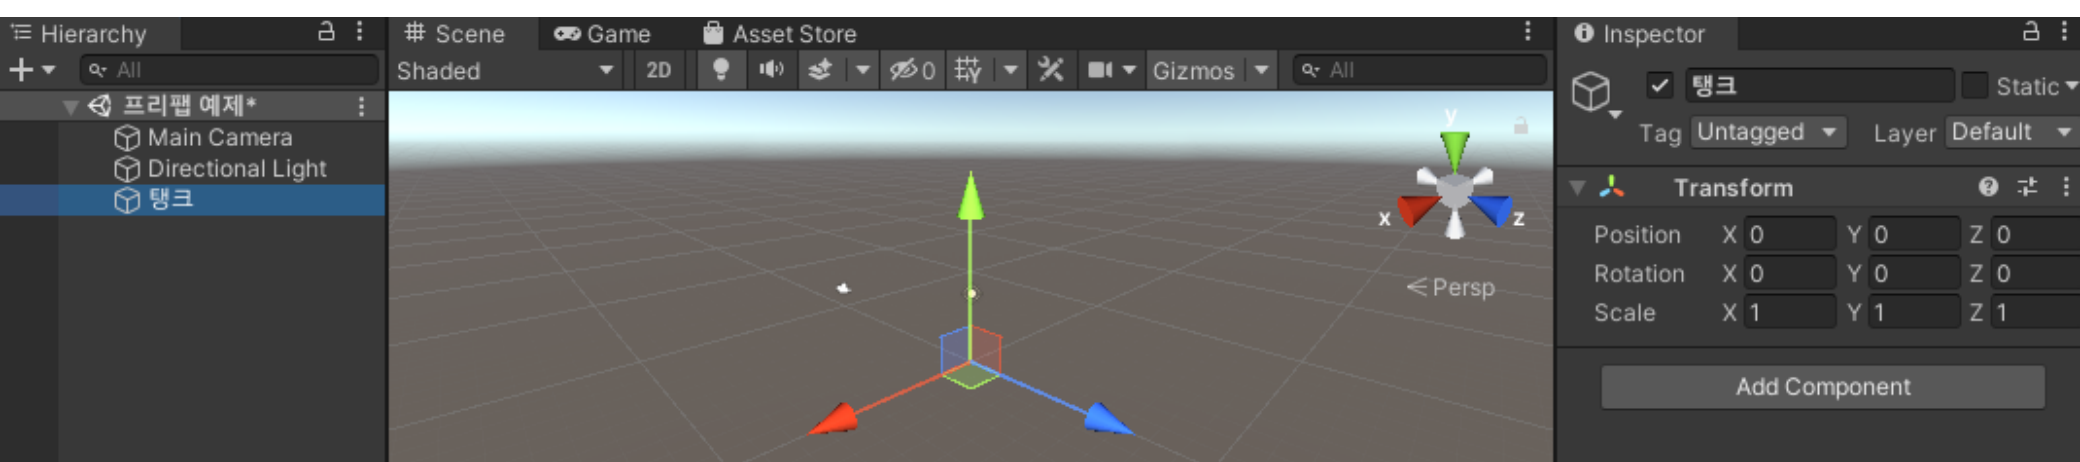 Hierarchy
All
프리팹 예제*
Main Camera
Directional Light
탱크
Scene Game Asset Store
Shaded 2D 0 Gizmos All
y
x z
Persp
Inspector
탱크 Static
Tag Untagged Layer Default
Transform
Position X 0 Y 0 Z 0
Rotation X 0 Y 0 Z 0
Scale X 1 Y 1 Z 1
Add Component